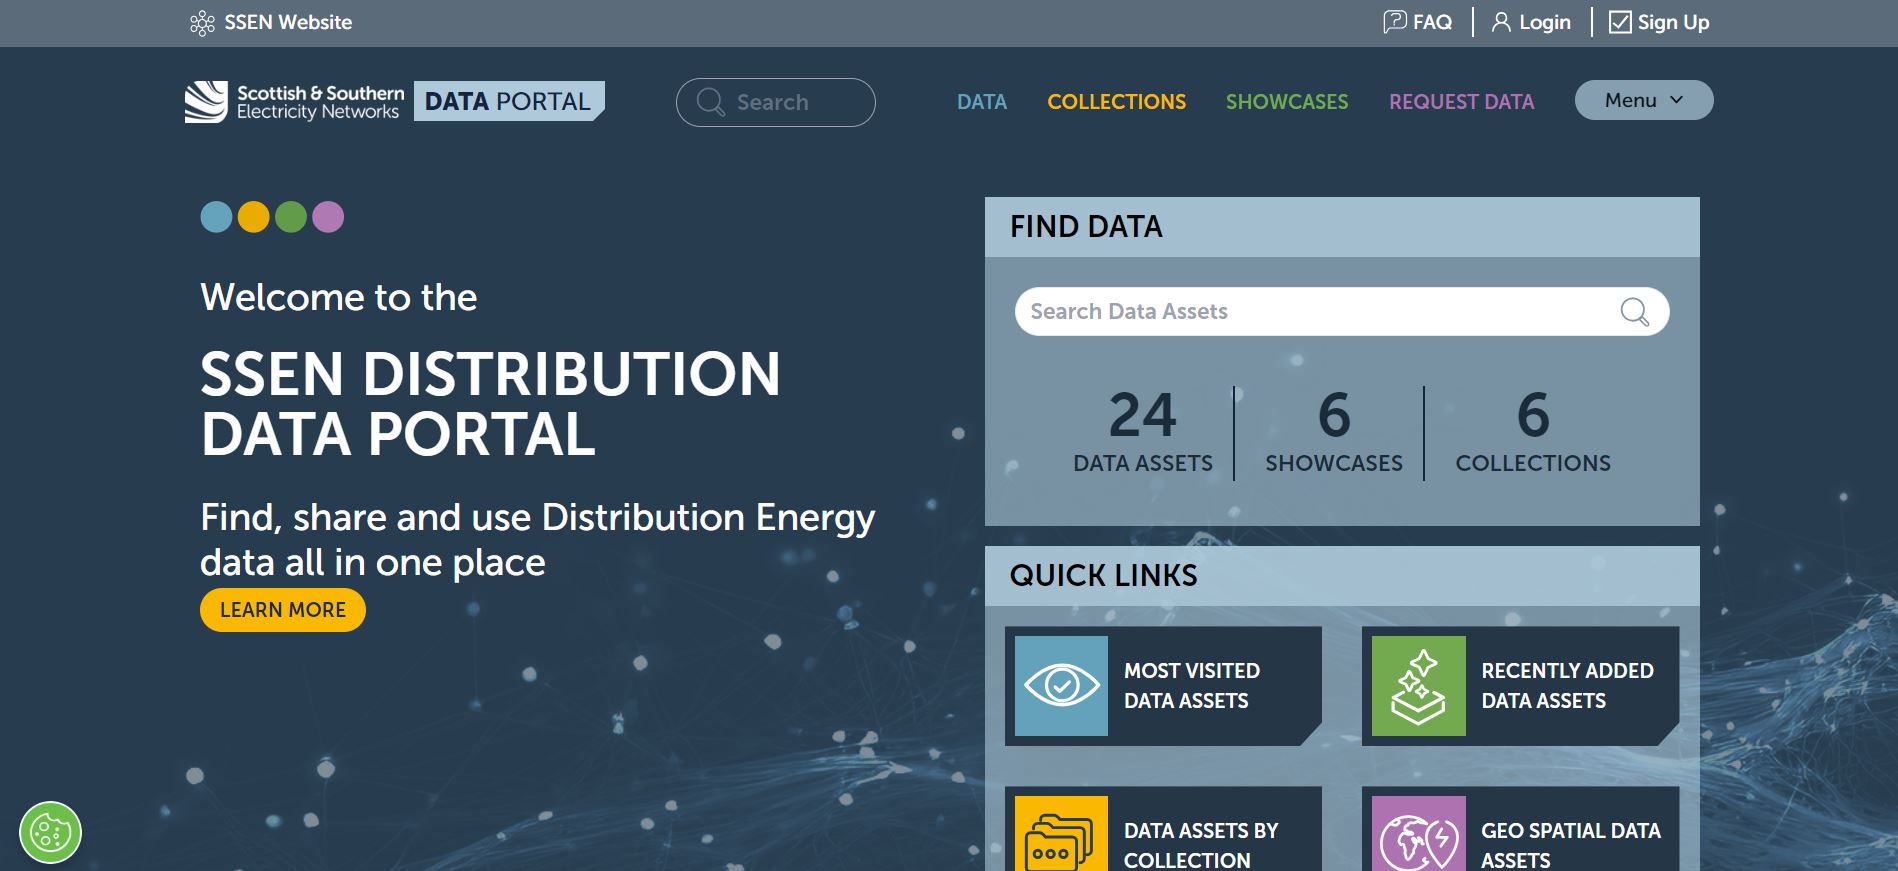 SSEN Website
FAQ
Login
Sign Up
Scottish & Southern
Electricity Networks
DATA PORTAL
Search
DATA
COLLECTIONS
SHOWCASES
REQUEST DATA
Menu
Welcome to the
SSEN DISTRIBUTION
DATA PORTAL
Find, share and use Distribution Energy
data all in one place
LEARN MORE
FIND DATA
Search Data Assets
24
DATA ASSETS
6
SHOWCASES
6
COLLECTIONS
QUICK LINKS
MOST VISITED
DATA ASSETS
RECENTLY ADDED
DATA ASSETS
DATA ASSETS BY
COLLECTION
GEO SPATIAL DATA
ASSETS